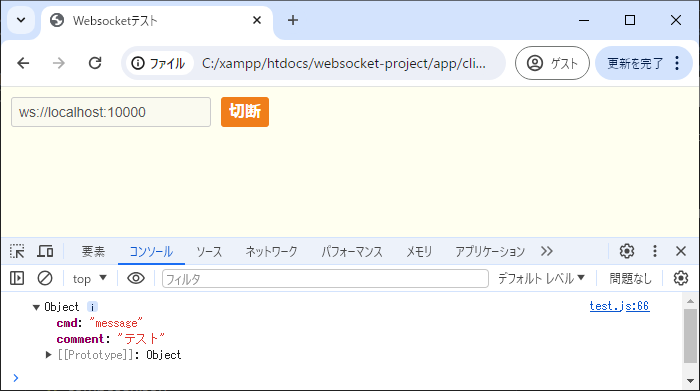 Websocketテスト
ファイル C:/xampp/htdocs/websocket-project/app/cli... ゲスト 更新を完了
ws://localhost:10000 切断
要素 コンソール ソース ネットワーク パフォーマンス メモリ アプリケーション
top フィルタ デフォルト レベル 問題なし
Object i test.js:66
cmd: "message"
comment: "テスト"
[[Prototype]]: Object